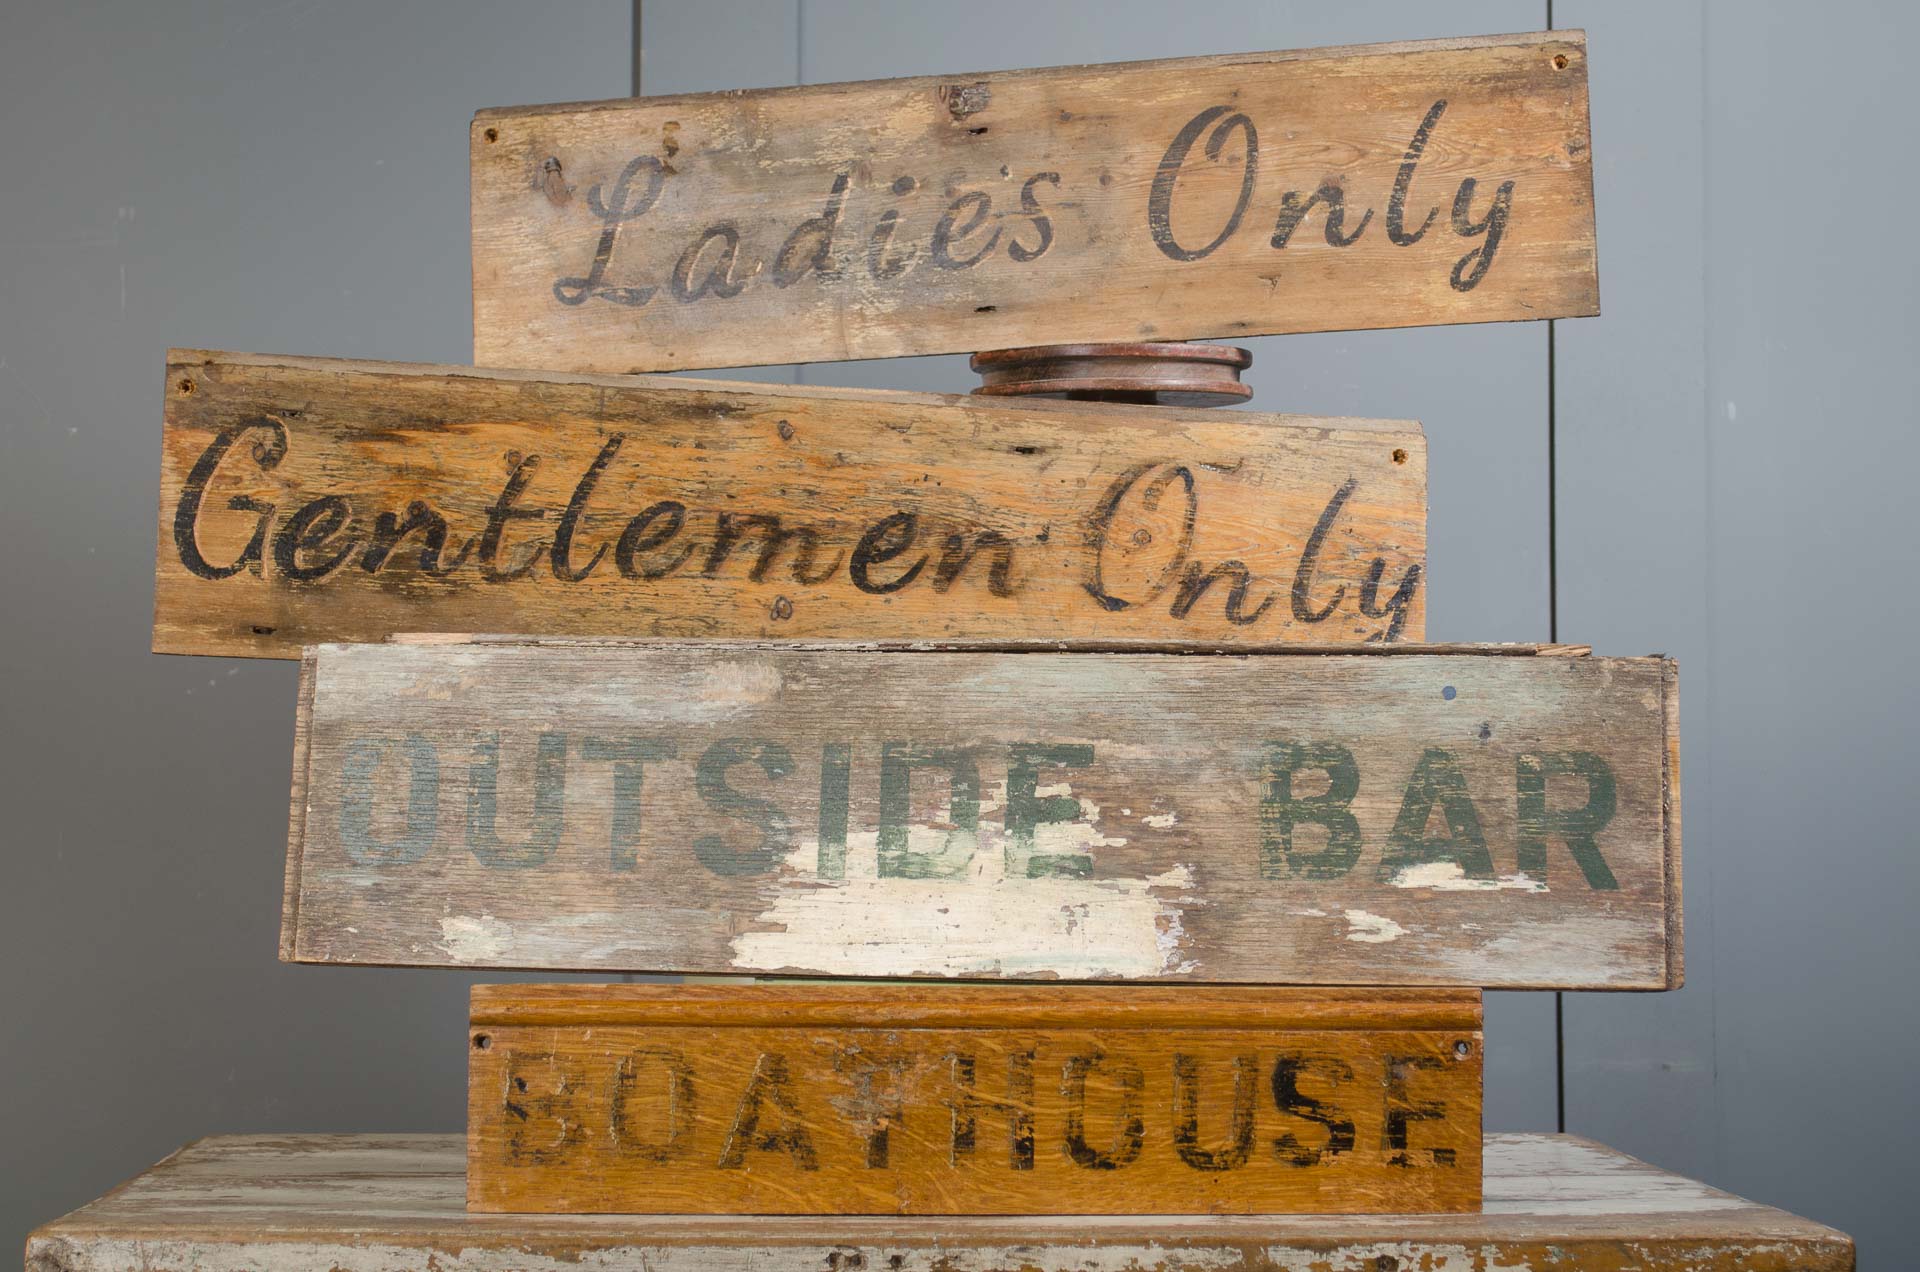 Ladies Only
Gentlemen Only
OUTSIDE BAR
BOATHOUSE